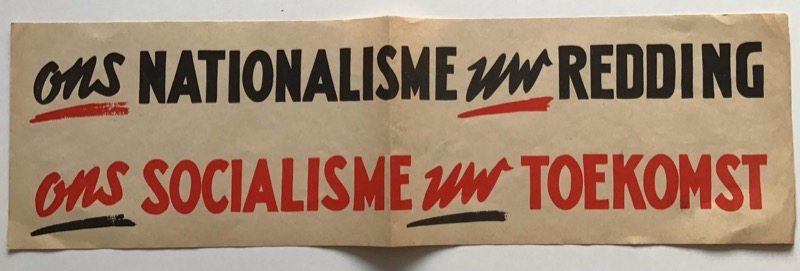 ons NATIONALISME uw REDDING
ons SOCIALISME uw TOEKOMST